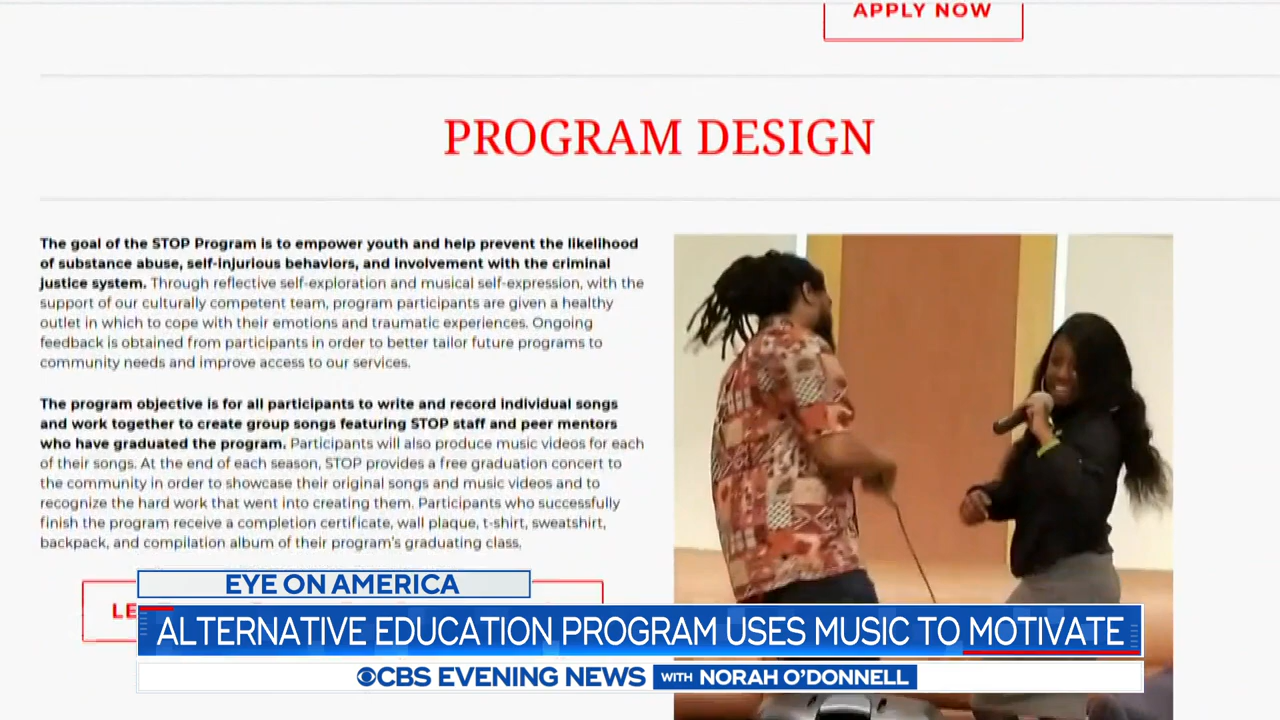 APPLY NOW
PROGRAM DESIGN
The goal of the STOP Program is to empower youth and help prevent the likelihood
of substance abuse, self-injurious behaviors, and involvement with the criminal
justice system. Through reflective self-exploration and musical self-expression, with the
support of our culturally competent team, program participants are given a healthy
outlet in which to cope with their emotions and traumatic experiences. Ongoing
feedback is obtained from participants in order to better tailor future programs to
community needs and improve access to our services.
The program objective is for all participants to write and record individual songs
and work together to create group songs featuring STOP staff and peer mentors
who have graduated the program. Participants will also produce music videos for each
of their songs. At the end of each season, STOP provides a free graduation concert to
the community in order to showcase their original songs and music videos and to
recognize the hard work that went into creating them. Participants who successfully
finish the program receive a completion certificate, wall plaque, t-shirt, sweatshirt,
backpack, and compilation album of their program's graduating class.
EYE ON AMERICA
ALTERNATIVE EDUCATION PROGRAM USES MUSIC TO MOTIVATE
CBS EVENING NEWS WITH NORAH O'DONNELL